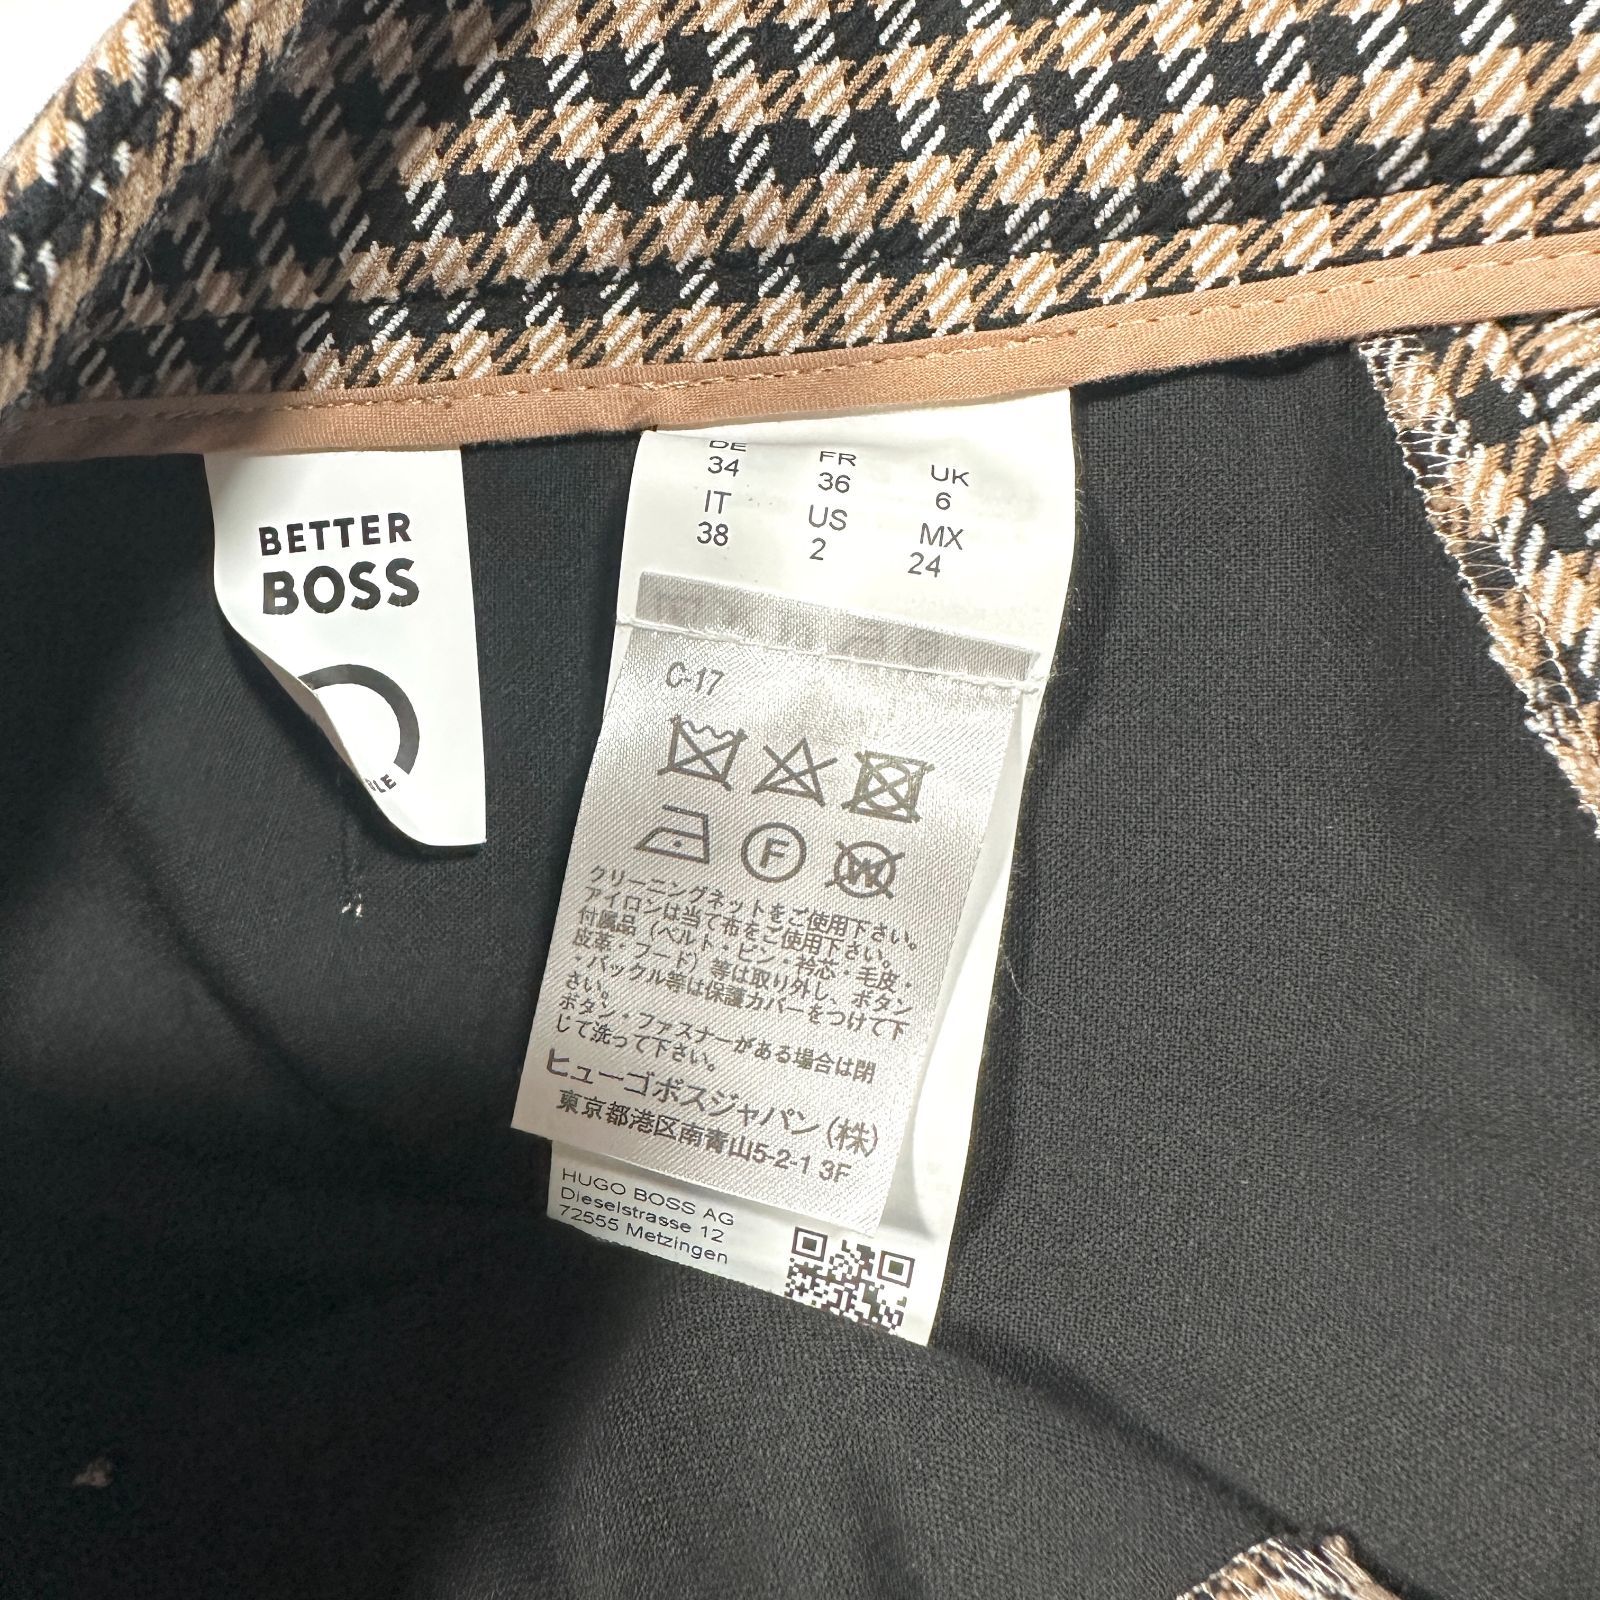 BETTER
BOSS
BLE
DE FR UK
34 36 6
IT US MX
38 2 24
C-17
F W
クリーニングネットをご使用下さい。
アイロンは当て布をご使用下さい。
付属品（ベルト・ピン・衿芯・毛皮・
皮革・フード）等は取り外し、ボタン
・バックル等は保護カバーをつけて下
さい。
ボタン・ファスナーがある場合は閉
じて洗って下さい。
ヒューゴボスジャパン（株）
東京都港区南青山5-2-1 3F
HUGO BOSS AG
Dieselstrasse 12
72555 Metzingen